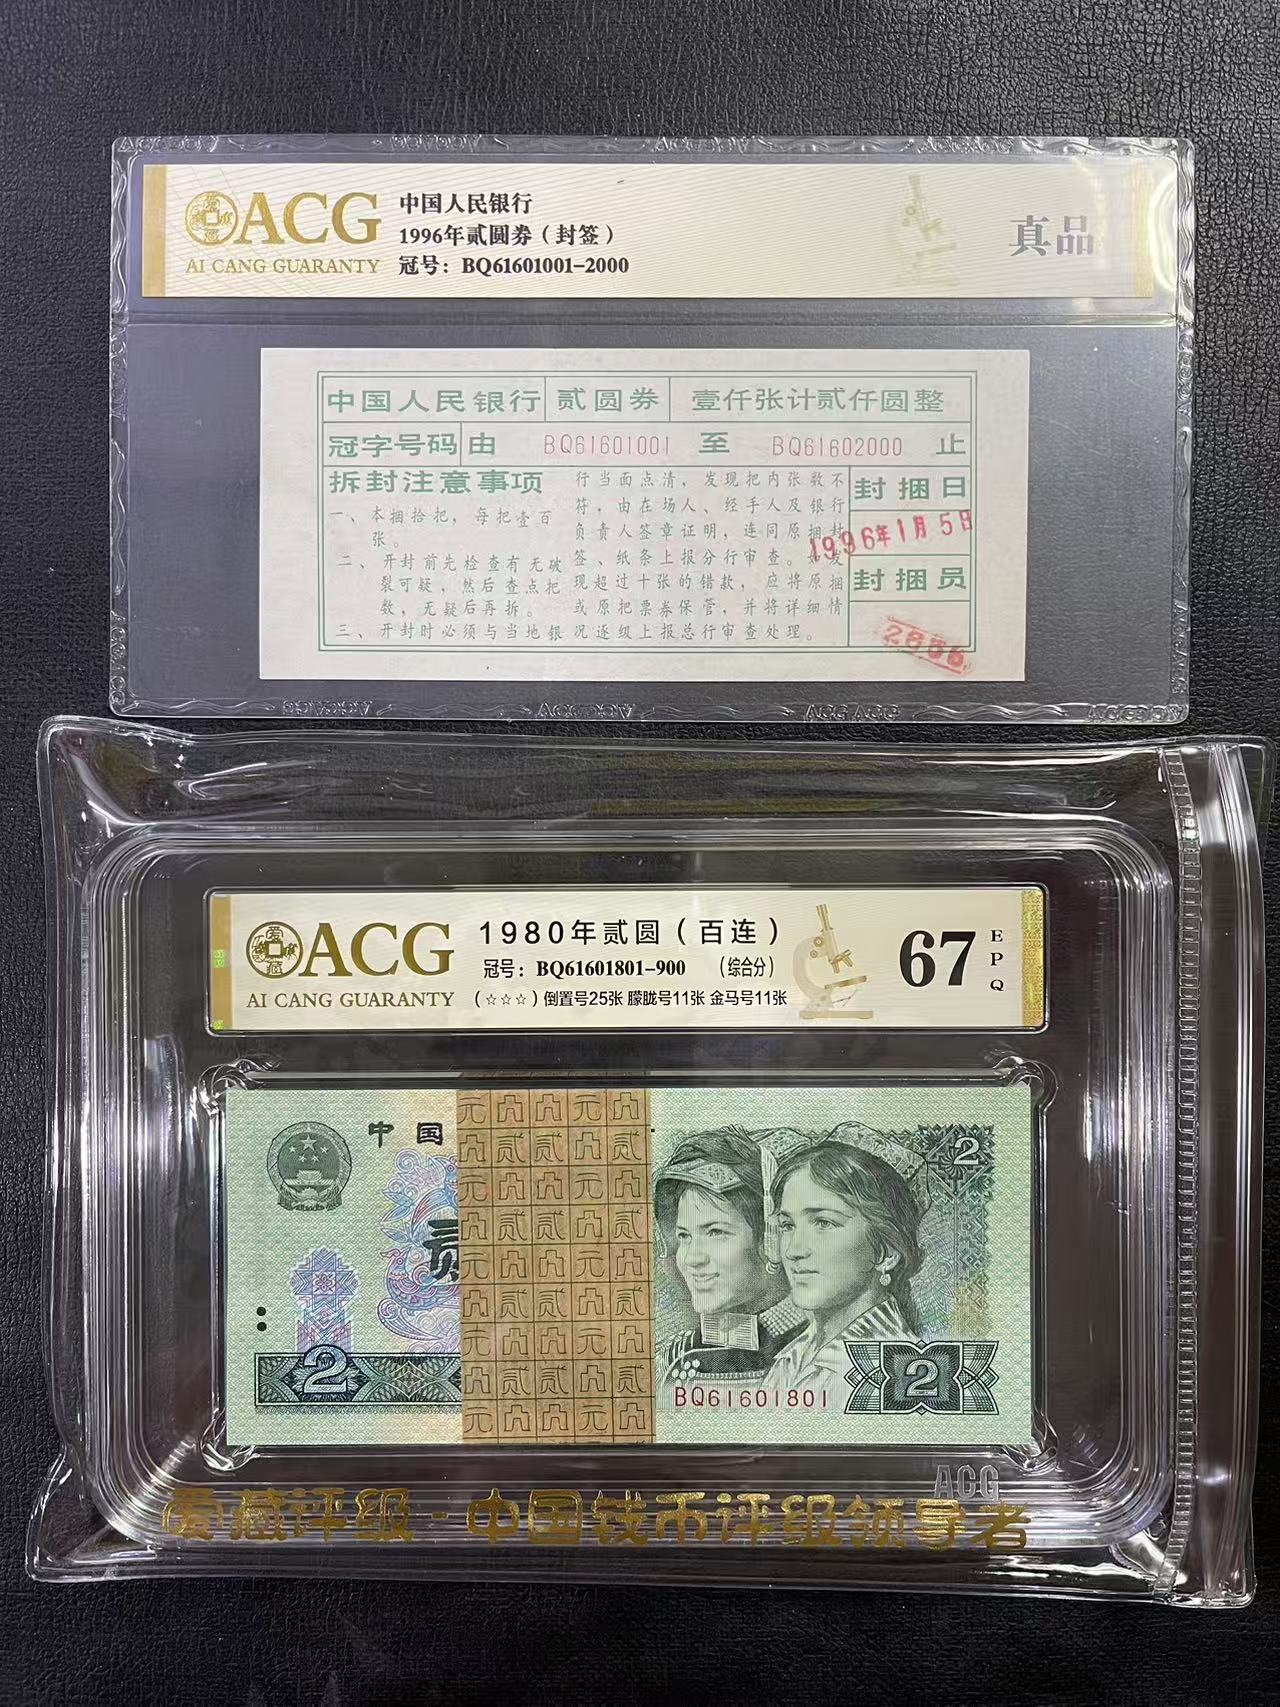 ACG
AI CANG GUARANTY
中国人民银行
1996年贰圆券（封签）
冠号：BQ61601001-2000
真品
中国人民银行 贰圆券 壹仟张计贰仟圆整
冠字号码 由 BQ61601001 至 BQ61602000 止
拆封注意事项
一、本捆拾把，每把壹百
张。
二、开封前先检查有无破
裂可疑，然后查点把
数，无疑后再拆。
三、开封时必须与当地银
行当面点清，发现把内张数不
符，由在场人、经手人及银行
负责人签章证明，连同原捆封
签、纸条上报分行审查。如发
现超过十张的错款，应将原捆
或原把票券保管，并将详细情
况逐级上报总行审查处理。
封捆日
1996年1月5日
封捆员
2656
ACG
AI CANG GUARANTY
1980年贰圆（百连）
冠号：BQ61601801-900 （综合分）
（☆☆☆）倒置号25张 朦胧号11张 金马号11张
67
EPQ
中国
贰
2
2
2
BQ61601801
ACG
爱藏评级·中国钱币评级领导者